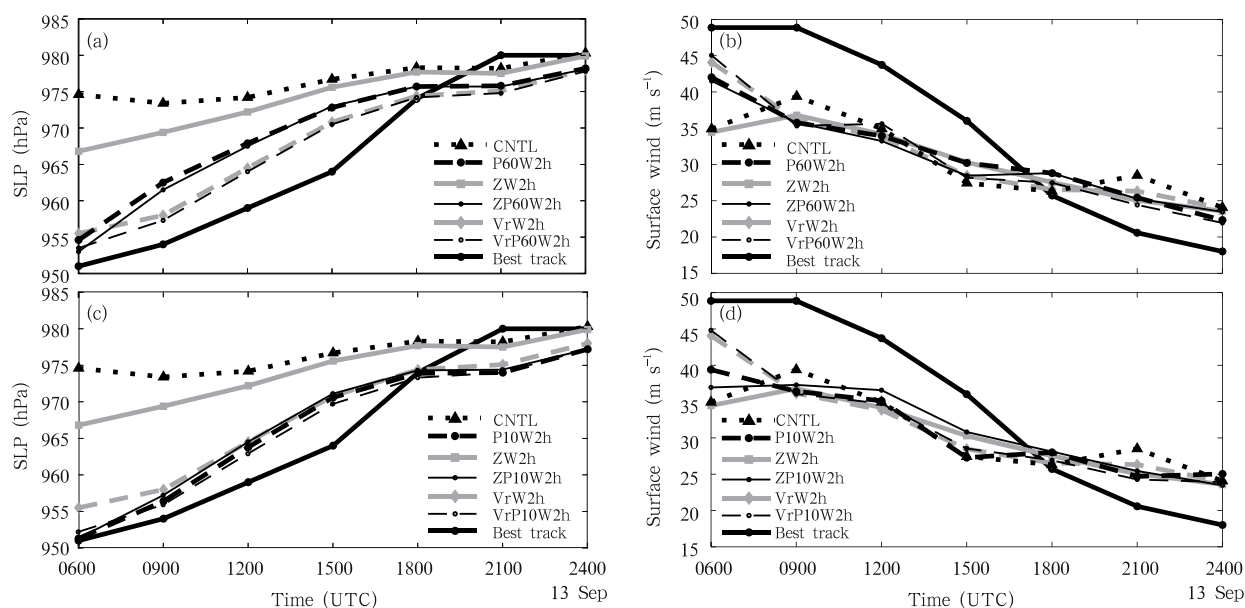 (a)
985
980
975
970
965
960
955
950
SLP (hPa)
CNTL
P60W2h
ZW2h
ZP60W2h
VrW2h
VrP60W2h
Best track
(b)
50
45
40
35
30
25
20
15
Surface wind (m s⁻¹)
CNTL
P60W2h
ZW2h
ZP60W2h
VrW2h
VrP60W2h
Best track
(c)
985
980
975
970
965
960
955
950
SLP (hPa)
CNTL
P10W2h
ZW2h
ZP10W2h
VrW2h
VrP10W2h
Best track
0600 0900 1200 1500 1800 2100 2400
Time (UTC) 13 Sep
(d)
50
45
40
35
30
25
20
15
Surface wind (m s⁻¹)
CNTL
P10W2h
ZW2h
ZP10W2h
VrW2h
VrP10W2h
Best track
0600 0900 1200 1500 1800 2100 2400
Time (UTC) 13 Sep